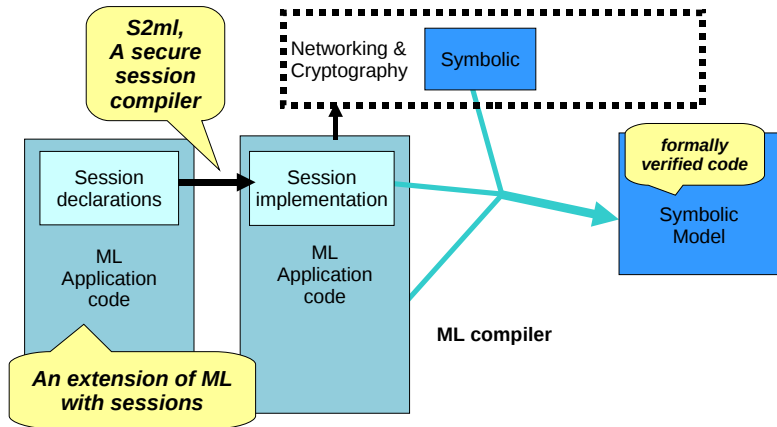 S2ml,
A secure
session
compiler
Networking &
Cryptography
Symbolic
Session
declarations
ML
Application
code
Session
implementation
ML
Application
code
formally
verified code
Symbolic
Model
ML compiler
An extension of ML
with sessions